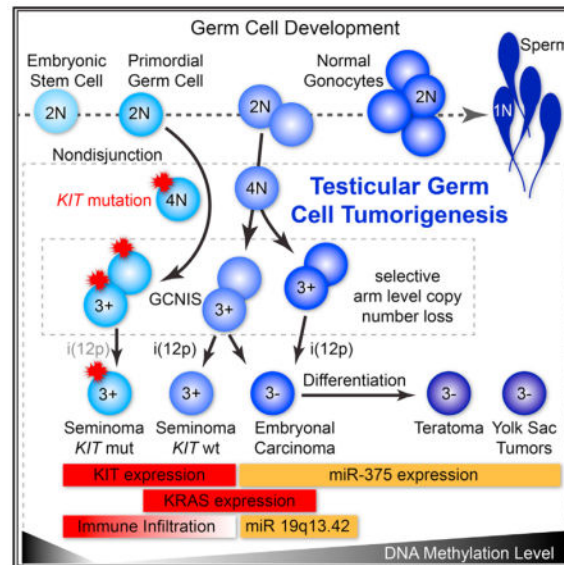 Germ Cell Development
Embryonic
Stem Cell
Primordial
Germ Cell
Normal
Gonocytes
Sperm
2N
2N
2N
2N
1N
Nondisjunction
KIT mutation
4N
4N
Testicular Germ
Cell Tumorigenesis
3+
GCNIS
3+
3+
selective
arm level copy
number loss
i(12p)
i(12p)
i(12p)
3+
3+
3-
Differentiation
3-
3-
Seminoma
KIT mut
Seminoma
KIT wt
Embryonal
Carcinoma
Teratoma
Yolk Sac
Tumors
KIT expression
miR-375 expression
KRAS expression
Immune Infiltration
miR 19q13.42
DNA Methylation Level